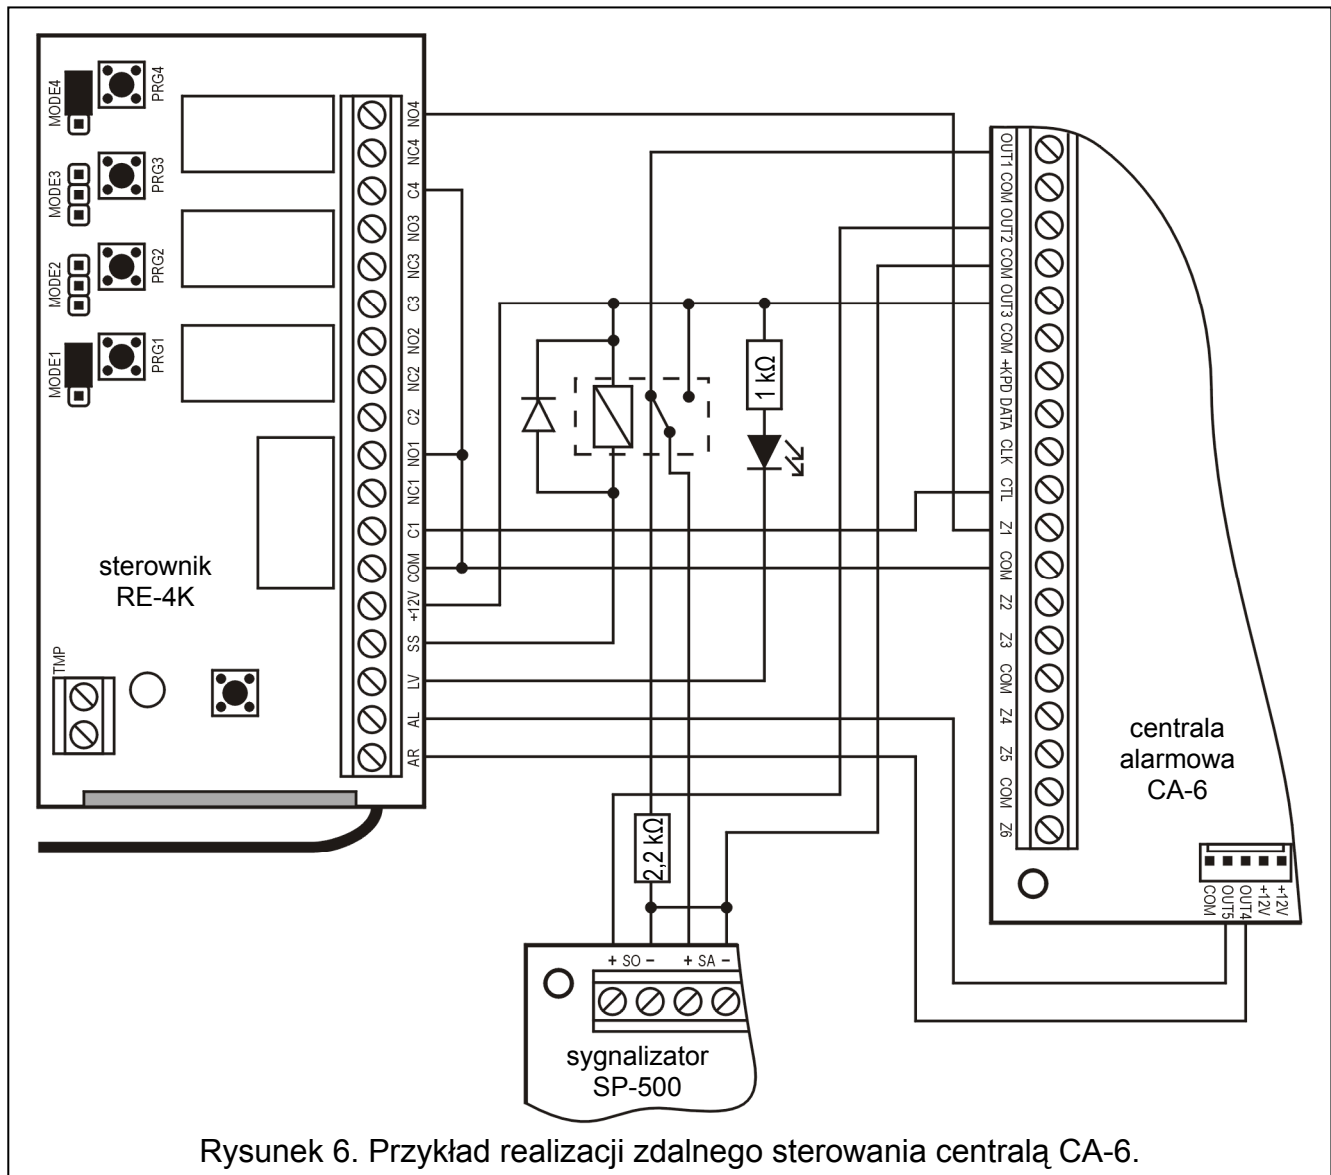 MODE4
PRG4
MODE3
PRG3
MODE2
PRG2
MODE1
PRG1
NO4
NC4
C4
NO3
NC3
C3
NO2
NC2
C2
NO1
NC1
C1
COM
+12V
SS
LV
AL
AR
sterownik
RE-4K
TMP
1 kΩ
2,2 kΩ
OUT1
COM
OUT2
COM
OUT3
COM
+KPD
DATA
CLK
CTL
Z1
COM
Z2
Z3
COM
Z4
Z5
COM
Z6
centrala
alarmowa
CA-6
COM
OUT5
OUT4
+12V
+12V
+ SO - + SA -
sygnalizator
SP-500
Rysunek 6. Przykład realizacji zdalnego sterowania centralą CA-6.